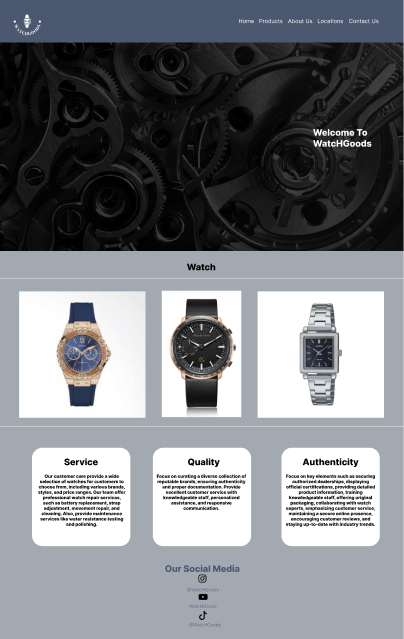 WATCHGOODS
Home Products About Us Locations Contact Us
Welcome To
WatcHGoods
Watch
Service
Our customer care provide a wide
selection of watches for customers to
choose from, including various brands,
styles, and price ranges. Our team offer
professional watch repair services,
such as battery replacement, strap
adjustment, movement repair, and
cleaning. Also, provide maintenance
services like water resistance testing
and polishing.
Quality
Focus on curating a diverse collection of
reputable brands, ensuring authenticity
and proper documentation. Provide
excellent customer service with
knowledgeable staff, personalized
assistance, and responsive
communication.
Authenticity
Focus on key elements such as securing
authorized dealerships, displaying
official certifications, providing detailed
product information, training
knowledgeable staff, offering original
packaging, collaborating with watch
experts, emphasizing customer service,
maintaining a secure online presence,
encouraging customer reviews, and
staying up-to-date with industry trends.
Our Social Media
@WatcHGoods
WatcHGoods
@WatcHGoods